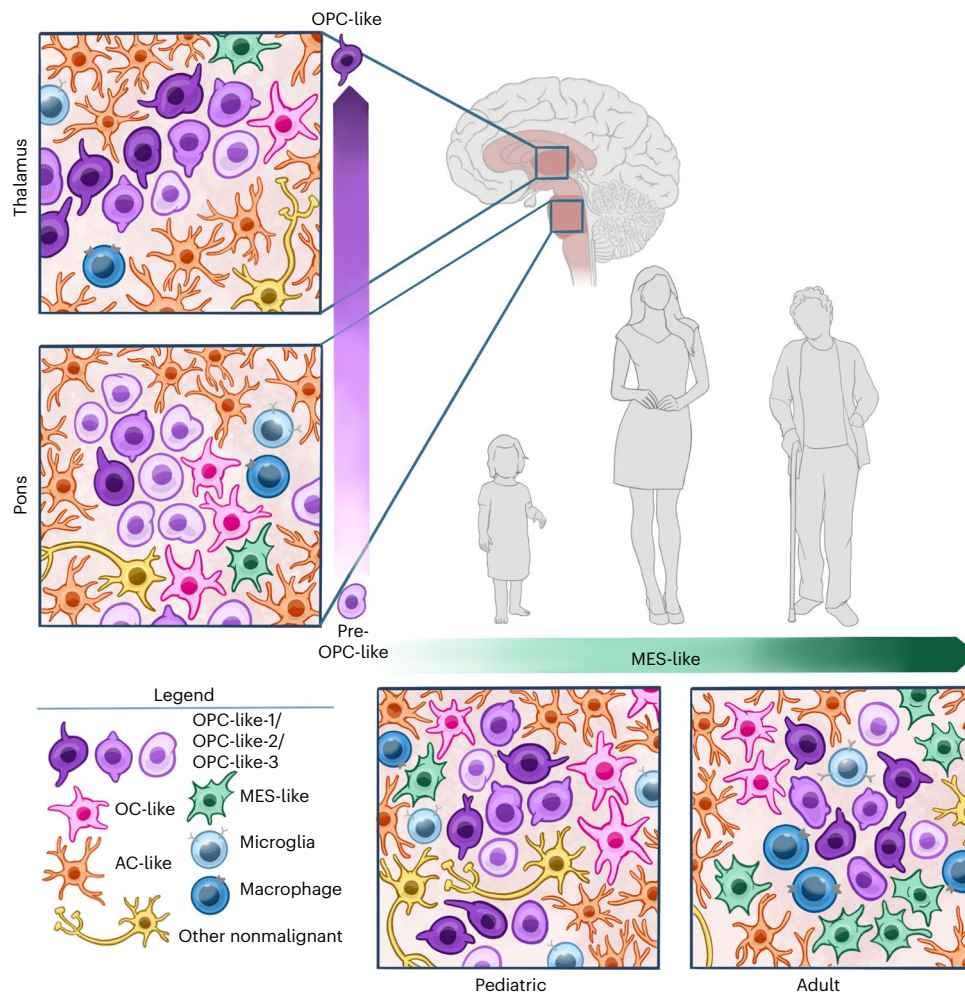 OPC-like
Thalamus
Pons
Pre-
OPC-like
MES-like
Legend
OPC-like-1/
OPC-like-2/
OPC-like-3
OC-like
MES-like
AC-like
Microglia
Macrophage
Other nonmalignant
Pediatric
Adult